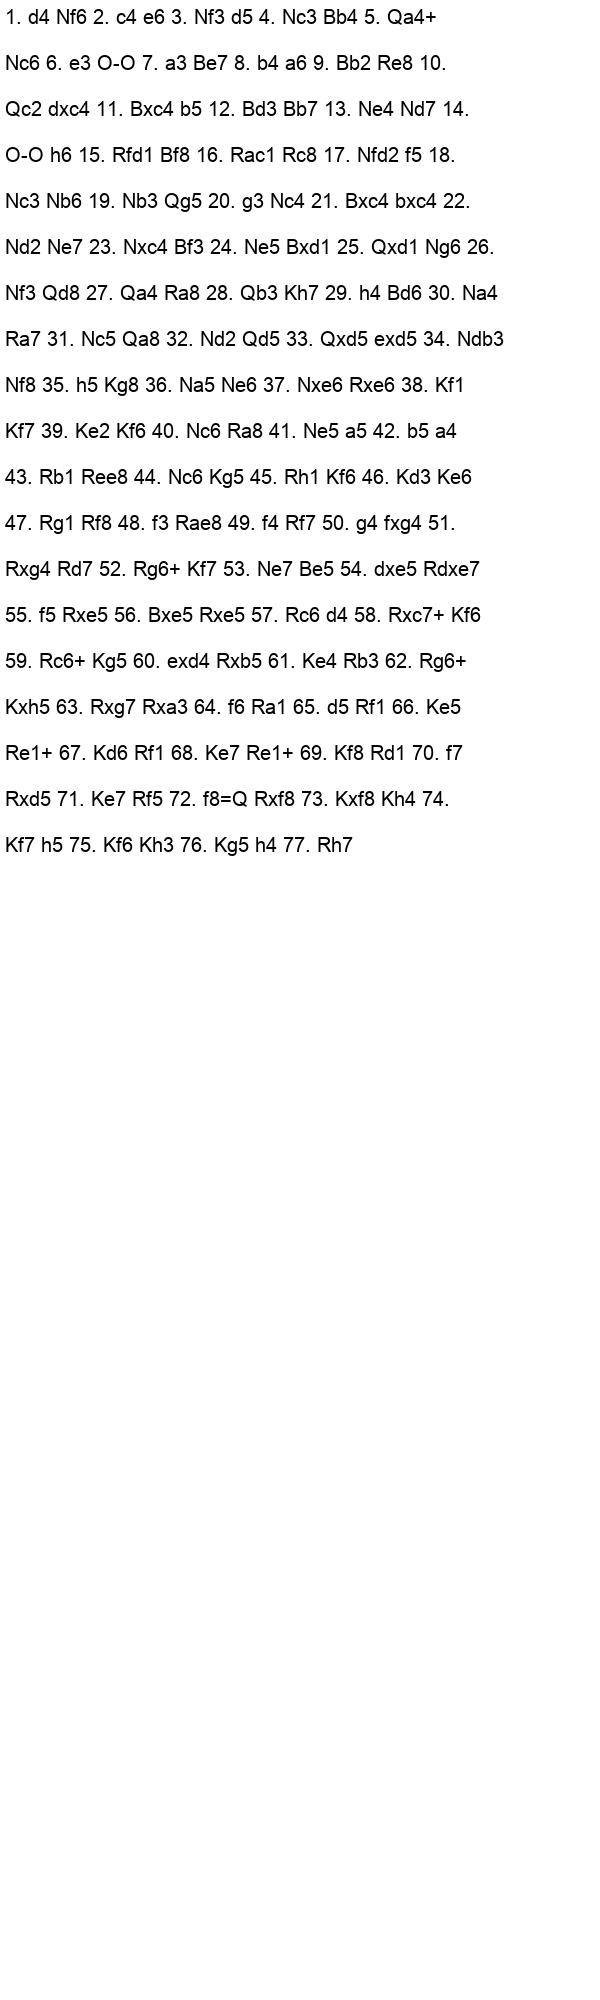 1. d4 Nf6 2. c4 e6 3. Nf3 d5 4. Nc3 Bb4 5. Qa4+
Nc6 6. e3 O-O 7. a3 Be7 8. b4 a6 9. Bb2 Re8 10.
Qc2 dxc4 11. Bxc4 b5 12. Bd3 Bb7 13. Ne4 Nd7 14.
O-O h6 15. Rfd1 Bf8 16. Rac1 Rc8 17. Nfd2 f5 18.
Nc3 Nb6 19. Nb3 Qg5 20. g3 Nc4 21. Bxc4 bxc4 22.
Nd2 Ne7 23. Nxc4 Bf3 24. Ne5 Bxd1 25. Qxd1 Ng6 26.
Nf3 Qd8 27. Qa4 Ra8 28. Qb3 Kh7 29. h4 Bd6 30. Na4
Ra7 31. Nc5 Qa8 32. Nd2 Qd5 33. Qxd5 exd5 34. Ndb3
Nf8 35. h5 Kg8 36. Na5 Ne6 37. Nxe6 Rxe6 38. Kf1
Kf7 39. Ke2 Kf6 40. Nc6 Ra8 41. Ne5 a5 42. b5 a4
43. Rb1 Ree8 44. Nc6 Kg5 45. Rh1 Kf6 46. Kd3 Ke6
47. Rg1 Rf8 48. f3 Rae8 49. f4 Rf7 50. g4 fxg4 51.
Rxg4 Rd7 52. Rg6+ Kf7 53. Ne7 Be5 54. dxe5 Rdxe7
55. f5 Rxe5 56. Bxe5 Rxe5 57. Rc6 d4 58. Rxc7+ Kf6
59. Rc6+ Kg5 60. exd4 Rxb5 61. Ke4 Rb3 62. Rg6+
Kxh5 63. Rxg7 Rxa3 64. f6 Ra1 65. d5 Rf1 66. Ke5
Re1+ 67. Kd6 Rf1 68. Ke7 Re1+ 69. Kf8 Rd1 70. f7
Rxd5 71. Ke7 Rf5 72. f8=Q Rxf8 73. Kxf8 Kh4 74.
Kf7 h5 75. Kf6 Kh3 76. Kg5 h4 77. Rh7